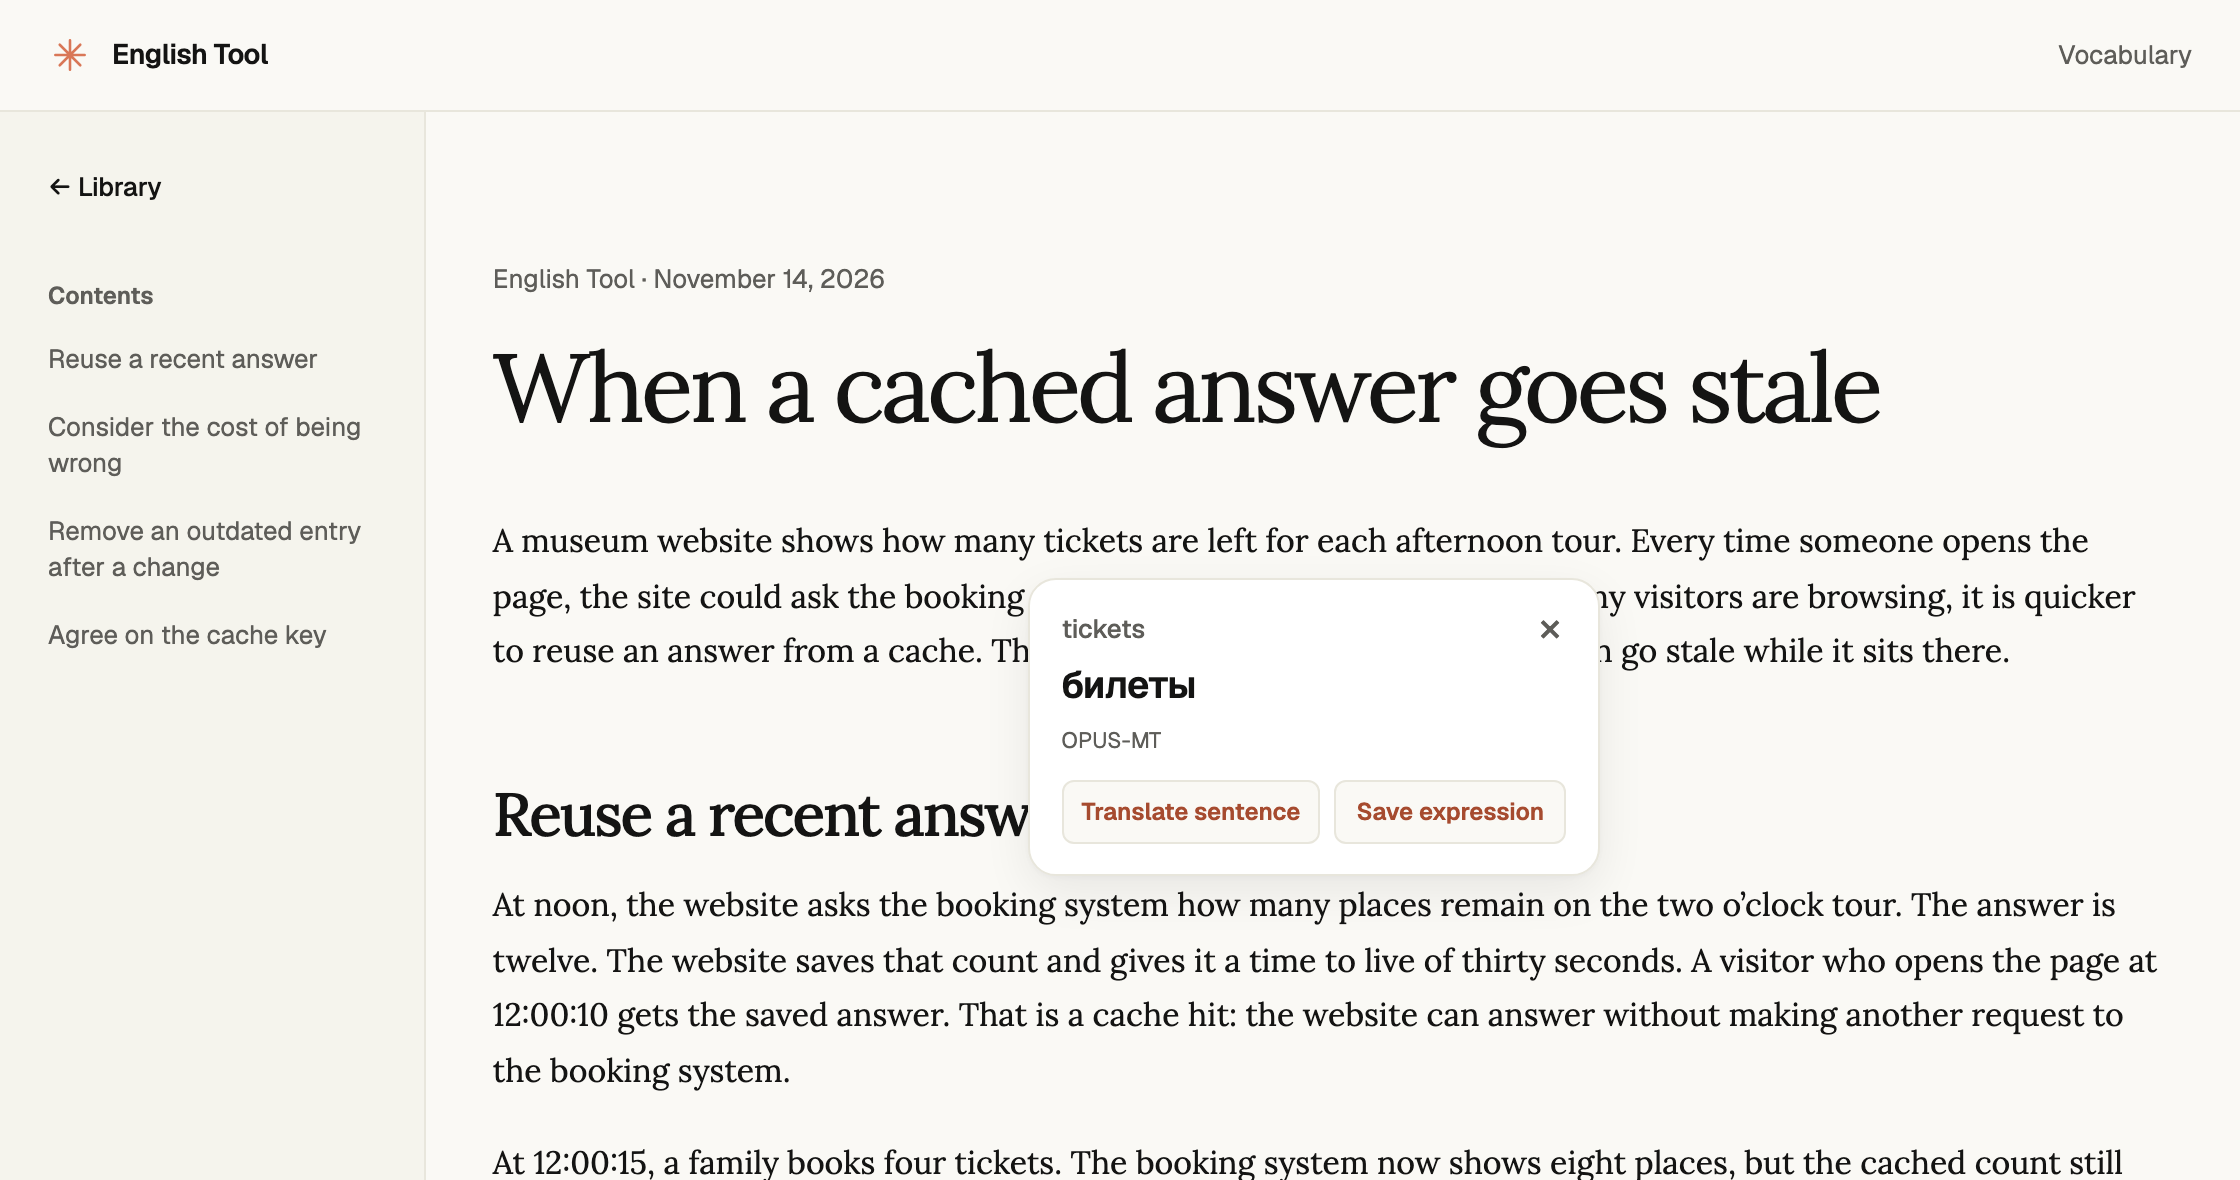 English Tool
Vocabulary
← Library
Contents
Reuse a recent answer
Consider the cost of being
wrong
Remove an outdated entry
after a change
Agree on the cache key
English Tool · November 14, 2026
When a cached answer goes stale
A museum website shows how many tickets are left for each afternoon tour. Every time someone opens the
page, the site could ask the booking visitors are browsing, it is quicker
to reuse an answer from a cache. go stale while it sits there.
tickets
×
билеты
OPUS-MT
Translate sentence
Save expression
Reuse a recent
At noon, the website asks the booking system how many places remain on the two o’clock tour. The answer is
twelve. The website saves that count and gives it a time to live of thirty seconds. A visitor who opens the page at
12:00:10 gets the saved answer. That is a cache hit: the website can answer without making another request to
the booking system.
At 12:00:15, a family books four tickets. The booking system now shows eight places, but the cached count still